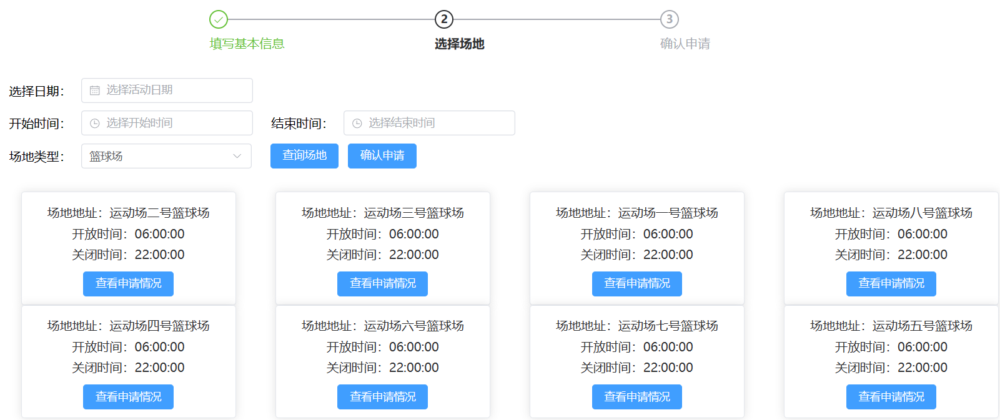 2
3
填写基本信息
选择场地
确认申请
选择日期：
选择活动日期
开始时间：
选择开始时间
结束时间：
选择结束时间
场地类型：
篮球场
查询场地
确认申请
场地地址：运动场二号篮球场
开放时间：06:00:00
关闭时间：22:00:00
查看申请情况
场地地址：运动场三号篮球场
开放时间：06:00:00
关闭时间：22:00:00
查看申请情况
场地地址：运动场一号篮球场
开放时间：06:00:00
关闭时间：22:00:00
查看申请情况
场地地址：运动场八号篮球场
开放时间：06:00:00
关闭时间：22:00:00
查看申请情况
场地地址：运动场四号篮球场
开放时间：06:00:00
关闭时间：22:00:00
查看申请情况
场地地址：运动场六号篮球场
开放时间：06:00:00
关闭时间：22:00:00
查看申请情况
场地地址：运动场七号篮球场
开放时间：06:00:00
关闭时间：22:00:00
查看申请情况
场地地址：运动场五号篮球场
开放时间：06:00:00
关闭时间：22:00:00
查看申请情况